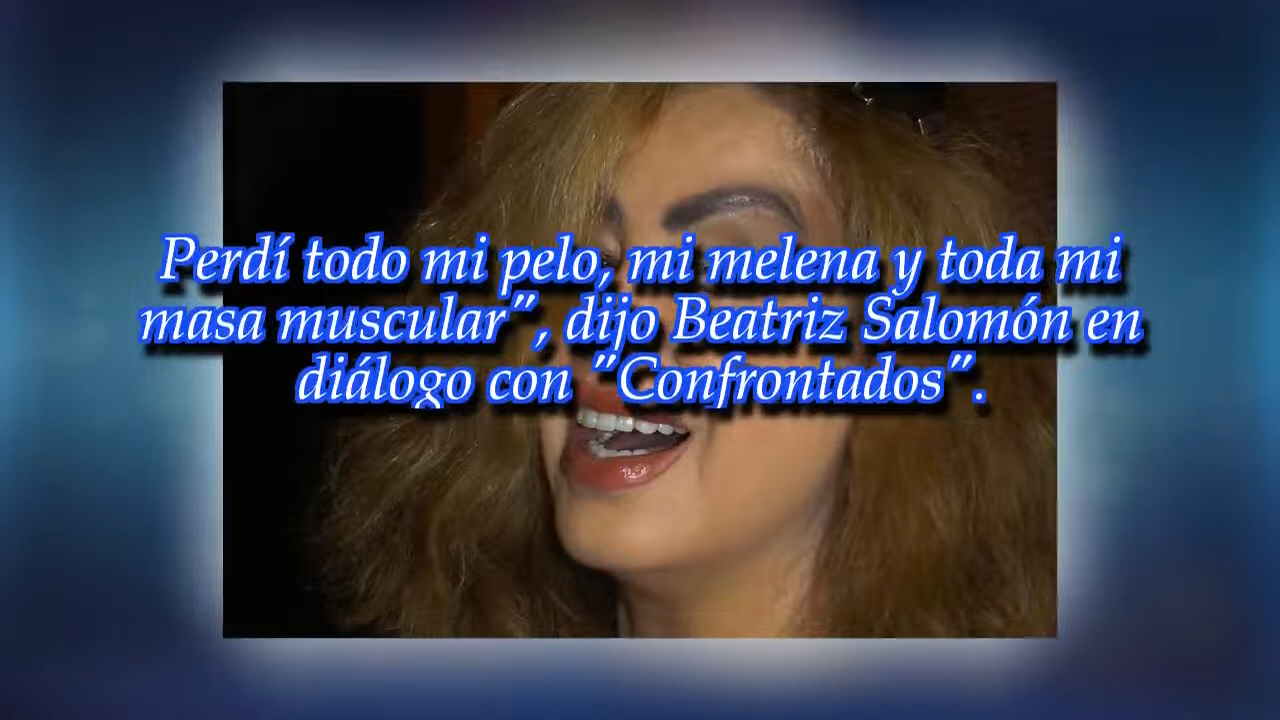 Perdí todo mi pelo, mi melena y toda mi
masa muscular", dijo Beatriz Salomón en
diálogo con "Confrontados".